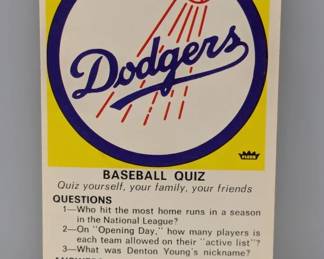 Dodgers
FLEER
BASEBALL QUIZ
Quiz yourself, your family, your friends
QUESTIONS
1—Who hit the most home runs in a season
in the National League?
2—On "Opening Day," how many players is
each team allowed on their "active list"?
3—What was Denton Young's nickname?